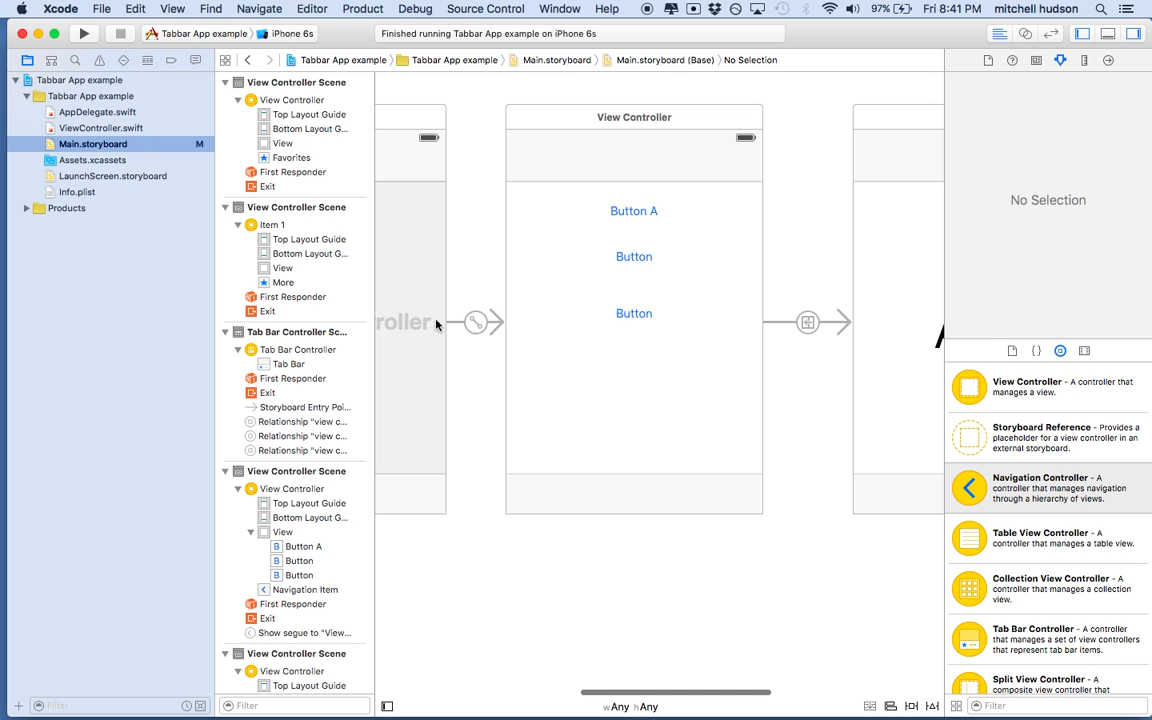 Xcode File Edit View Find Navigate Editor Product Debug Source Control Window Help 97% Fri 8:41 PM mitchell hudson
Tabbar App example iPhone 6s Finished running Tabbar App example on iPhone 6s
Tabbar App example Tabbar App example Main.storyboard Main.storyboard (Base) No Selection
Tabbar App example
Tabbar App example
AppDelegate.swift
ViewController.swift
Main.storyboard M
Assets.xcassets
LaunchScreen.storyboard
Info.plist
Products
Filter
View Controller Scene
View Controller
Top Layout Guide
Bottom Layout G...
View
Favorites
First Responder
Exit
View Controller Scene
Item 1
Top Layout Guide
Bottom Layout G...
View
More
First Responder
Exit
Tab Bar Controller Sc...
Tab Bar Controller
Tab Bar
First Responder
Exit
Storyboard Entry Poi...
Relationship "view c...
Relationship "view c...
Relationship "view c...
View Controller Scene
View Controller
Top Layout Guide
Bottom Layout G...
View
B Button A
B Button
B Button
Navigation Item
First Responder
Exit
Show segue to "View...
View Controller Scene
View Controller
Top Layout Guide
Filter
roller
View Controller
Button A
Button
Button
A
wAny hAny
No Selection
View Controller - A controller that
manages a view.
Storyboard Reference - Provides a
placeholder for a view controller in an
external storyboard.
Navigation Controller - A
controller that manages navigation
through a hierarchy of views.
Table View Controller - A
controller that manages a table view.
Collection View Controller - A
controller that manages a collection
view.
Tab Bar Controller - A controller
that manages a set of view controllers
that represent tab bar items.
Split View Controller - A
composite view controller that
Filter